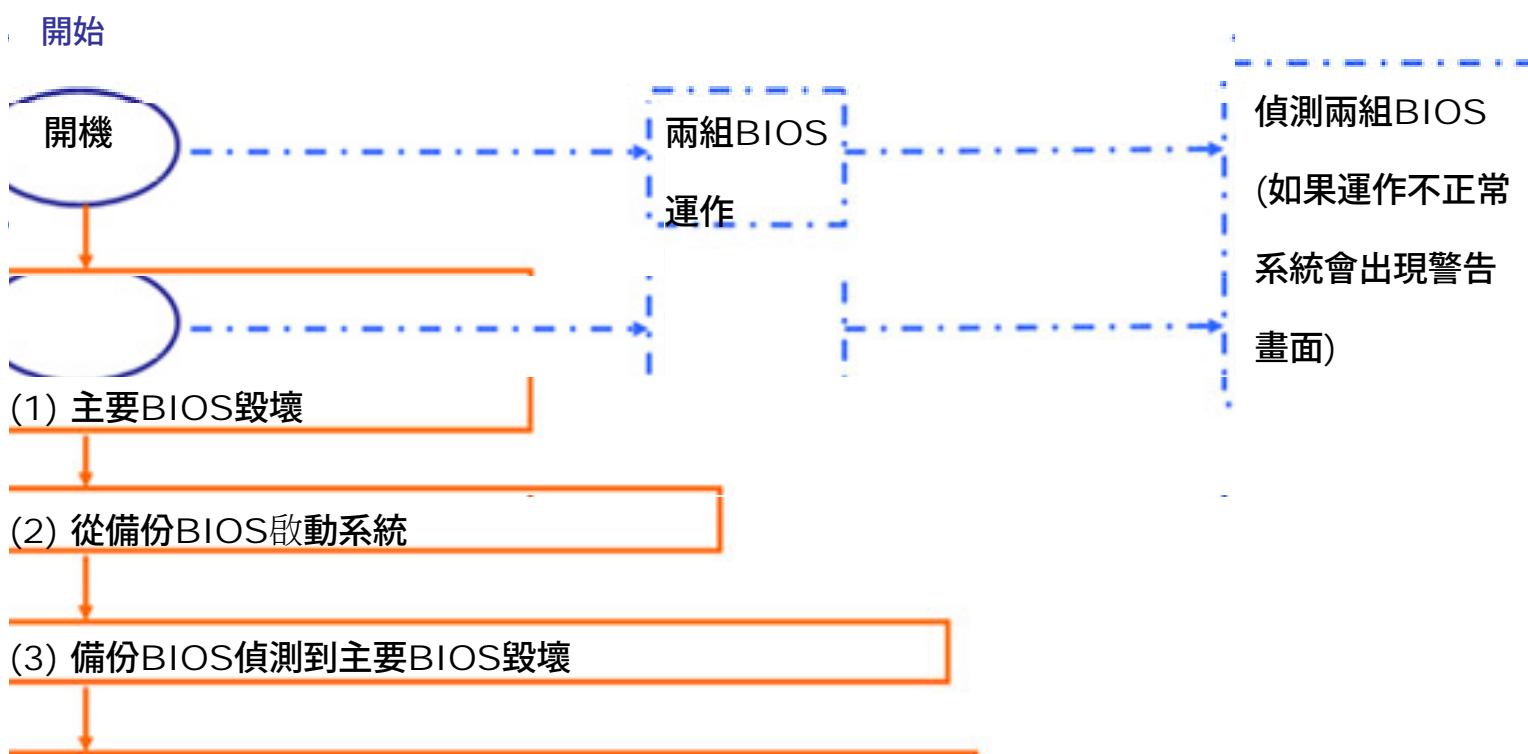 開始
開機
兩組BIOS
運作
偵測兩組BIOS
(如果運作不正常
系統會出現警告
畫面)
(1) 主要BIOS毀壞
(2) 從備份BIOS啟動系統
(3) 備份BIOS偵測到主要BIOS毀壞